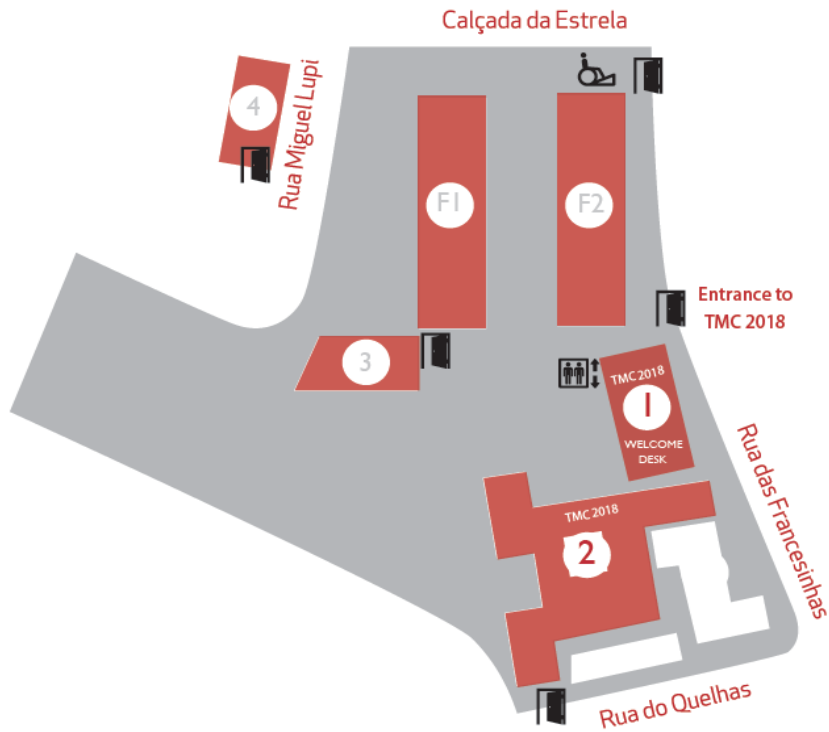 Calçada da Estrela
4
Rua Miguel Lupi
F1
F2
Entrance to
TMC 2018
3
TMC 2018
1
WELCOME
DESK
Rua das Francesinhas
TMC 2018
2
Rua do Quelhas